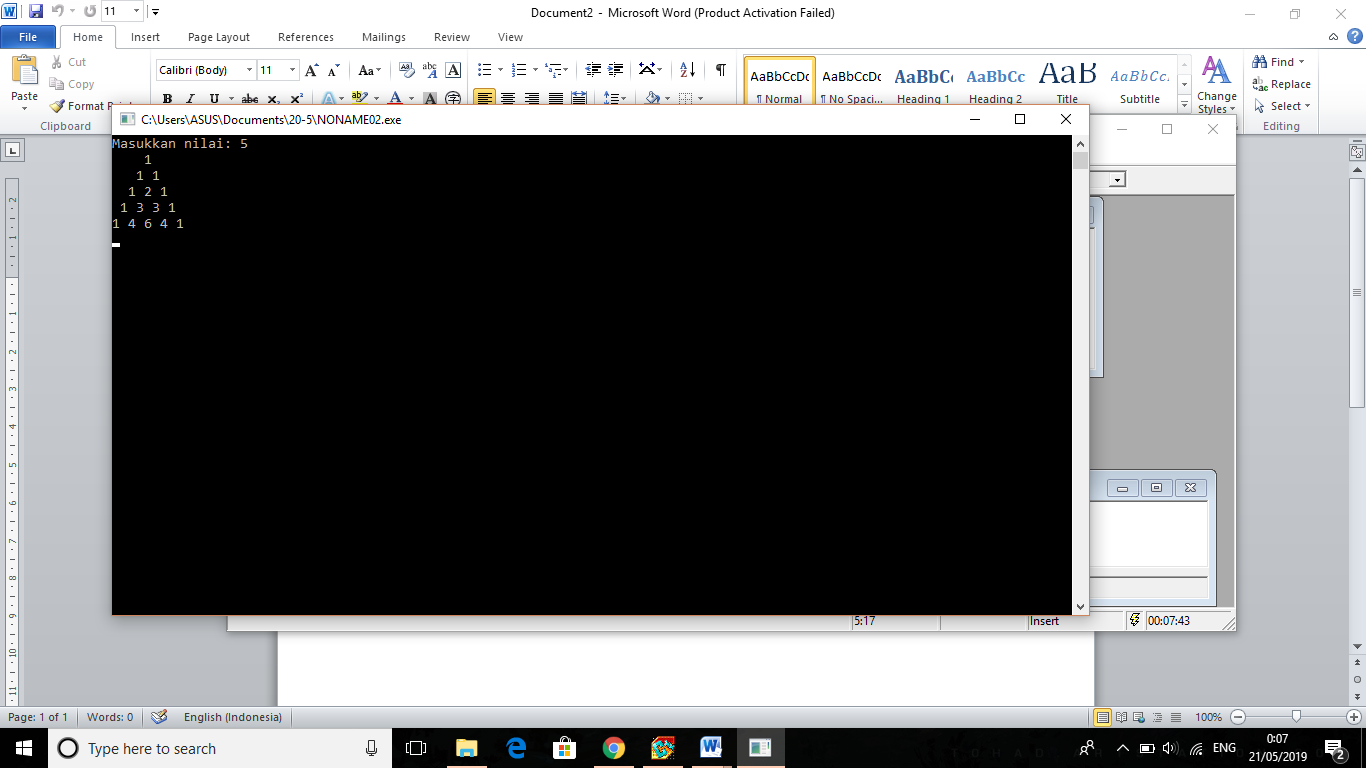 11
Document2 - Microsoft Word (Product Activation Failed)
File Home Insert Page Layout References Mailings Review View
Paste
Cut
Copy
Format
Clipboard
Calibri (Body) 11
AaBbCcDc AaBbCcDc AaBbC AaBbCc AaB AaBbCc
¶ Normal ¶ No Spaci... Heading 1 Heading 2 Title Subtitle
Change Styles
Find
Replace
Select
Editing
C:\Users\ASUS\Documents\20-5\NONAME02.exe
Masukkan nilai: 5
1
1 1
1 2 1
1 3 3 1
1 4 6 4 1
5:17 Insert 00:07:43
Page: 1 of 1 Words: 0 English (Indonesia) 100%
Type here to search
ENG
0:07
21/05/2019
2